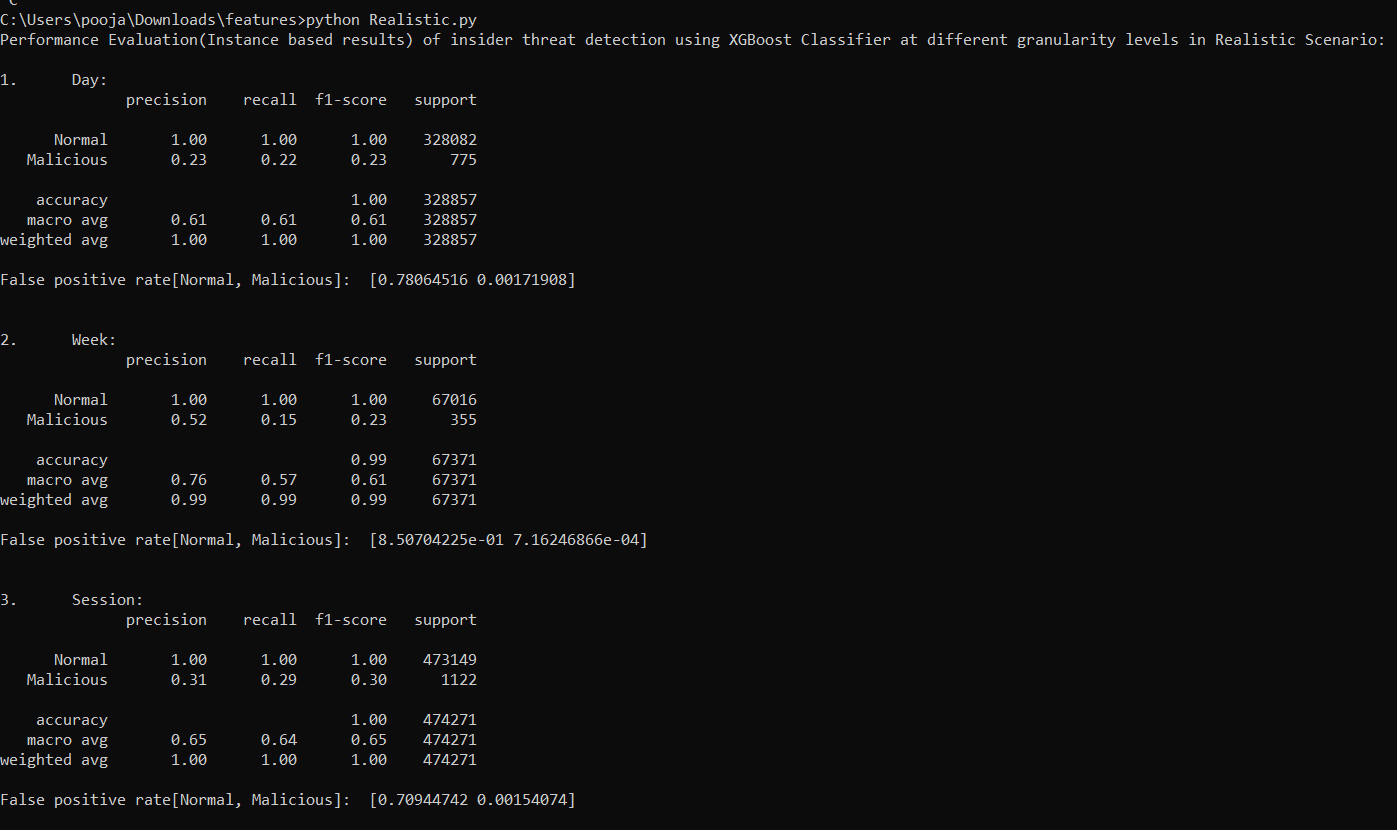 C:\Users\pooja\Downloads\features>python Realistic.py
Performance Evaluation(Instance based results) of insider threat detection using XGBoost Classifier at different granularity levels in Realistic Scenario:
1. Day:
precision recall f1-score support
Normal 1.00 1.00 1.00 328082
Malicious 0.23 0.22 0.23 775
accuracy 1.00 328857
macro avg 0.61 0.61 0.61 328857
weighted avg 1.00 1.00 1.00 328857
False positive rate[Normal, Malicious]: [0.78064516 0.00171908]
2. Week:
precision recall f1-score support
Normal 1.00 1.00 1.00 67016
Malicious 0.52 0.15 0.23 355
accuracy 0.99 67371
macro avg 0.76 0.57 0.61 67371
weighted avg 0.99 0.99 0.99 67371
False positive rate[Normal, Malicious]: [8.50704225e-01 7.16246866e-04]
3. Session:
precision recall f1-score support
Normal 1.00 1.00 1.00 473149
Malicious 0.31 0.29 0.30 1122
accuracy 1.00 474271
macro avg 0.65 0.64 0.65 474271
weighted avg 1.00 1.00 1.00 474271
False positive rate[Normal, Malicious]: [0.70944742 0.00154074]